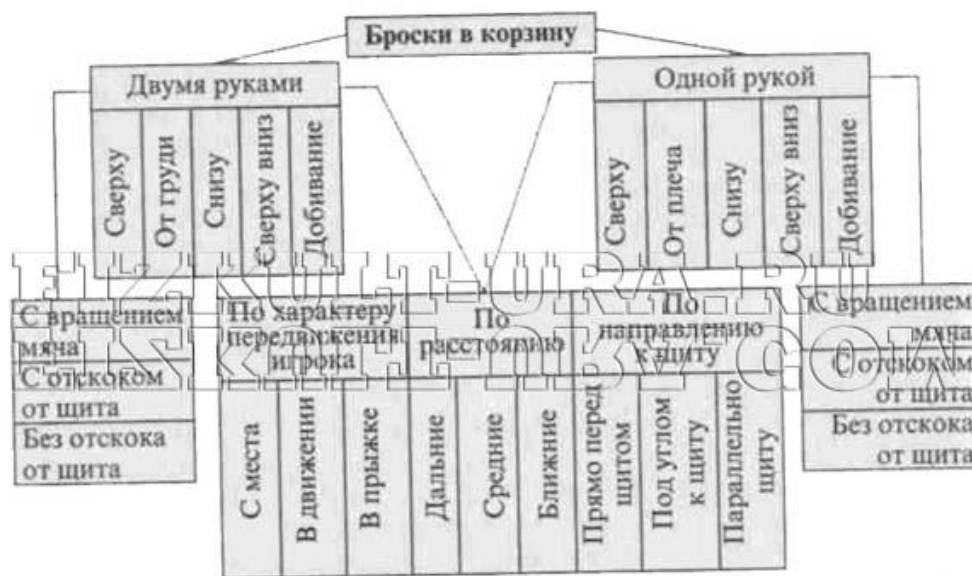 Броски в корзину
Двумя руками
Одной рукой
Сверху
От груди
Снизу
Сверху вниз
Добивание
Сверху
От плеча
Снизу
Сверху вниз
Добивание
С вращением
мяча
С отскоком
от щита
Без отскока
от щита
По характеру
передвижения
игрока
По
расстоянию
По
направлению
к щиту
С вращением
мяча
С отскоком
от щита
Без отскока
от щита
С места
В движении
В прыжке
Дальние
Средние
Ближние
Прямо перед
щитом
Под углом
к щиту
Параллельно
щиту